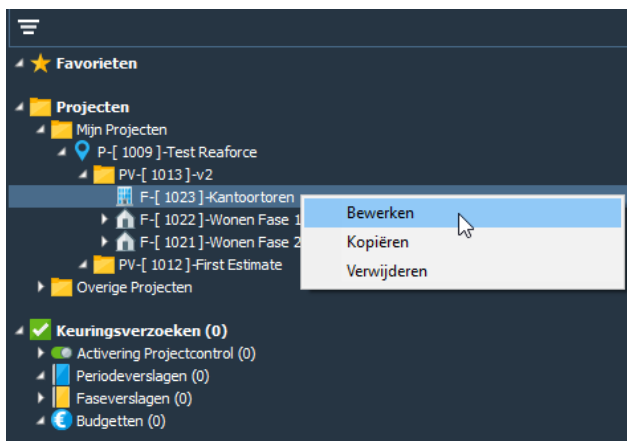 Favorieten
Projecten
Mijn Projecten
P-[ 1009 ]-Test Reaforce
PV-[ 1013 ]-v2
F-[ 1023 ]-Kantoortoren
F-[ 1022 ]-Wonen Fase 1
F-[ 1021 ]-Wonen Fase 2
PV-[ 1012 ]-First Estimate
Overige Projecten
Bewerken
Kopiëren
Verwijderen
Keuringsverzoeken (0)
Activering Projectcontrol (0)
Periodeverslagen (0)
Faseverslagen (0)
Budgetten (0)